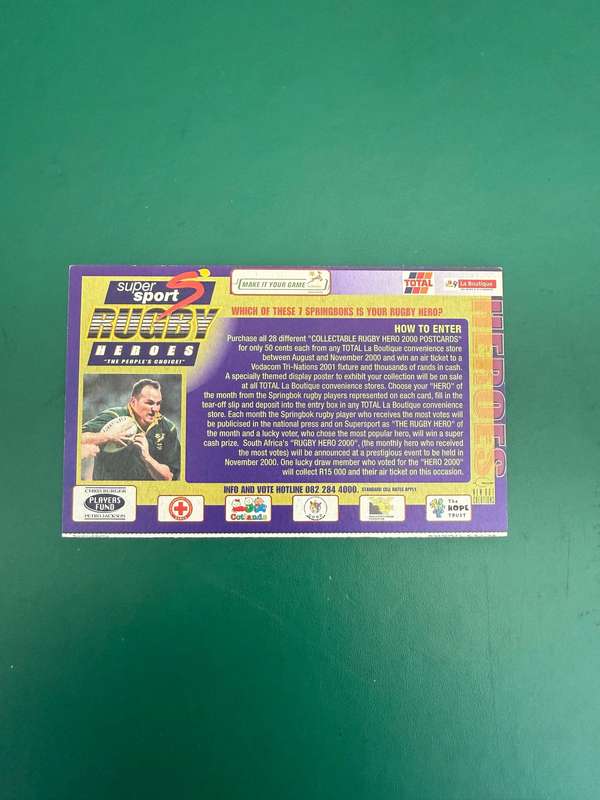 super
sport
RUGBY
HEROES
"THE PEOPLE'S CHOICE!"
MAKE IT YOUR GAME
TOTAL
La Boutique
WHICH OF THESE 7 SPRINGBOKS IS YOUR RUGBY HERO?
HOW TO ENTER
Purchase all 28 different "COLLECTABLE RUGBY HERO 2000 POSTCARDS"
for only 50 cents each from any TOTAL La Boutique convenience store
between August and November 2000 and win an air ticket to a
Vodacom Tri-Nations 2001 fixture and thousands of rands in cash.
A specially themed display poster to exhibit your collection will be on sale
at all TOTAL La Boutique convenience stores. Choose your "HERO" of
the month from the Springbok rugby players represented on each card, fill in the
tear-off slip and deposit into the entry box in any TOTAL La Boutique convenience
store. Each month the Springbok rugby player who receives the most votes will
be publicised in the national press and on Supersport as "THE RUGBY HERO" of
the month and a lucky voter, who chose the most popular hero, will win a super
cash prize. South Africa's "RUGBY HERO 2000", (the monthly hero who received
the most votes) will be announced at a prestigious event to be held in
November 2000. One lucky draw member who voted for the "HERO 2000"
will collect R15 000 and their air ticket on this occasion.
HEROES
INFO AND VOTE HOTLINE 082 284 4000. STANDARD CELL RATES APPLY.
CHRIS BURGER
PLAYERS
FUND
PETRO JACKSON
Cotlands
The
HOPE
TRUST